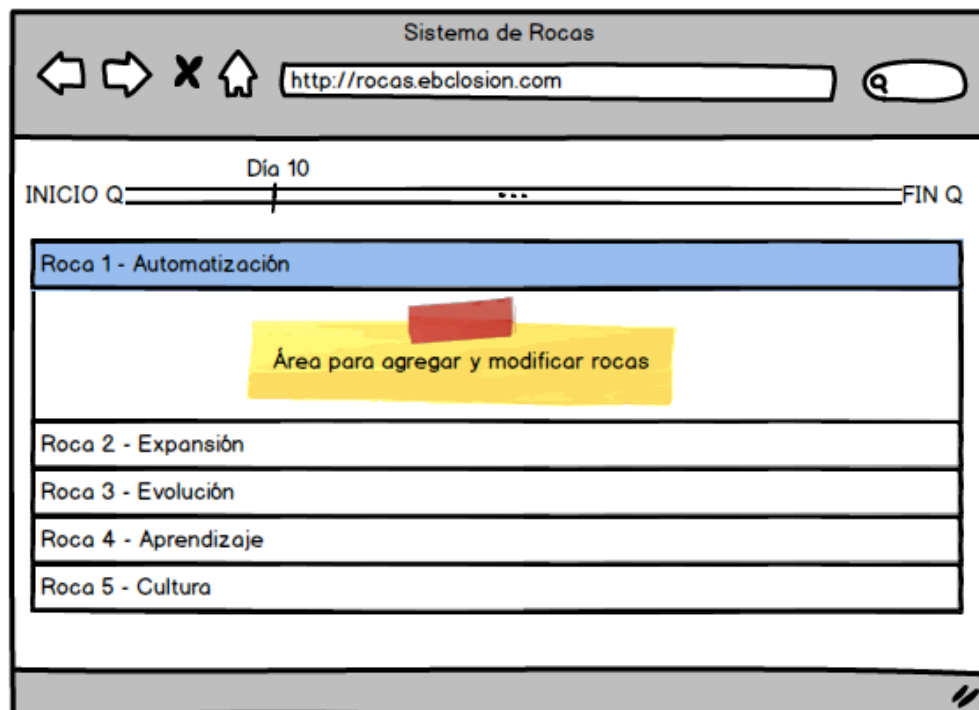 Sistema de Rocas
http://rocas.ebclosion.com
Día 10
INICIO Q
...
FIN Q
Roca 1 - Automatización
Área para agregar y modificar rocas
Roca 2 - Expansión
Roca 3 - Evolución
Roca 4 - Aprendizaje
Roca 5 - Cultura